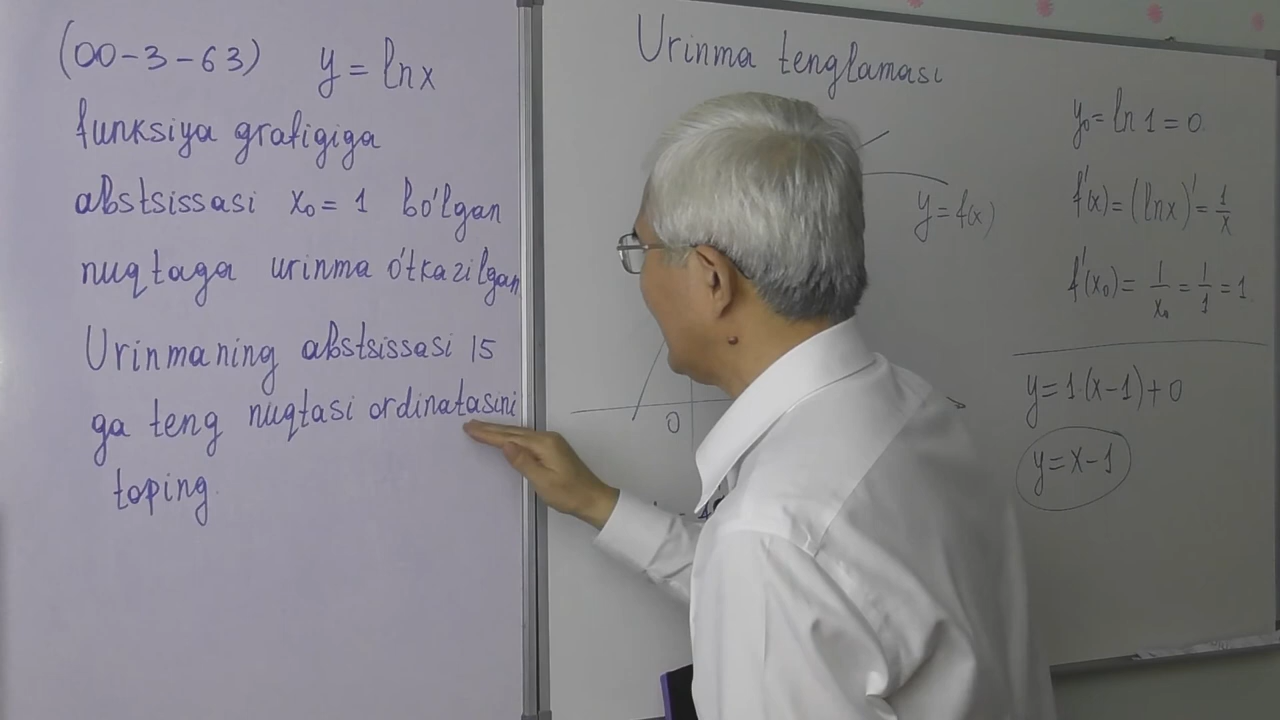 (00-3-63) y = lnx
funksiya grafigiga
abstsissasi x₀ = 1 bo'lgan
nuqtaga urinma o'tkazilgan
Urinmaning abstsissasi 15
ga teng nuqtasi ordinatasini
toping
Urinma tenglamasi
y = f(x)
0
y₀ = ln 1 = 0
f'(x) = (lnx)' = 1/x
f'(x₀) = 1/x₀ = 1/1 = 1
y = 1·(x-1) + 0
y = x-1